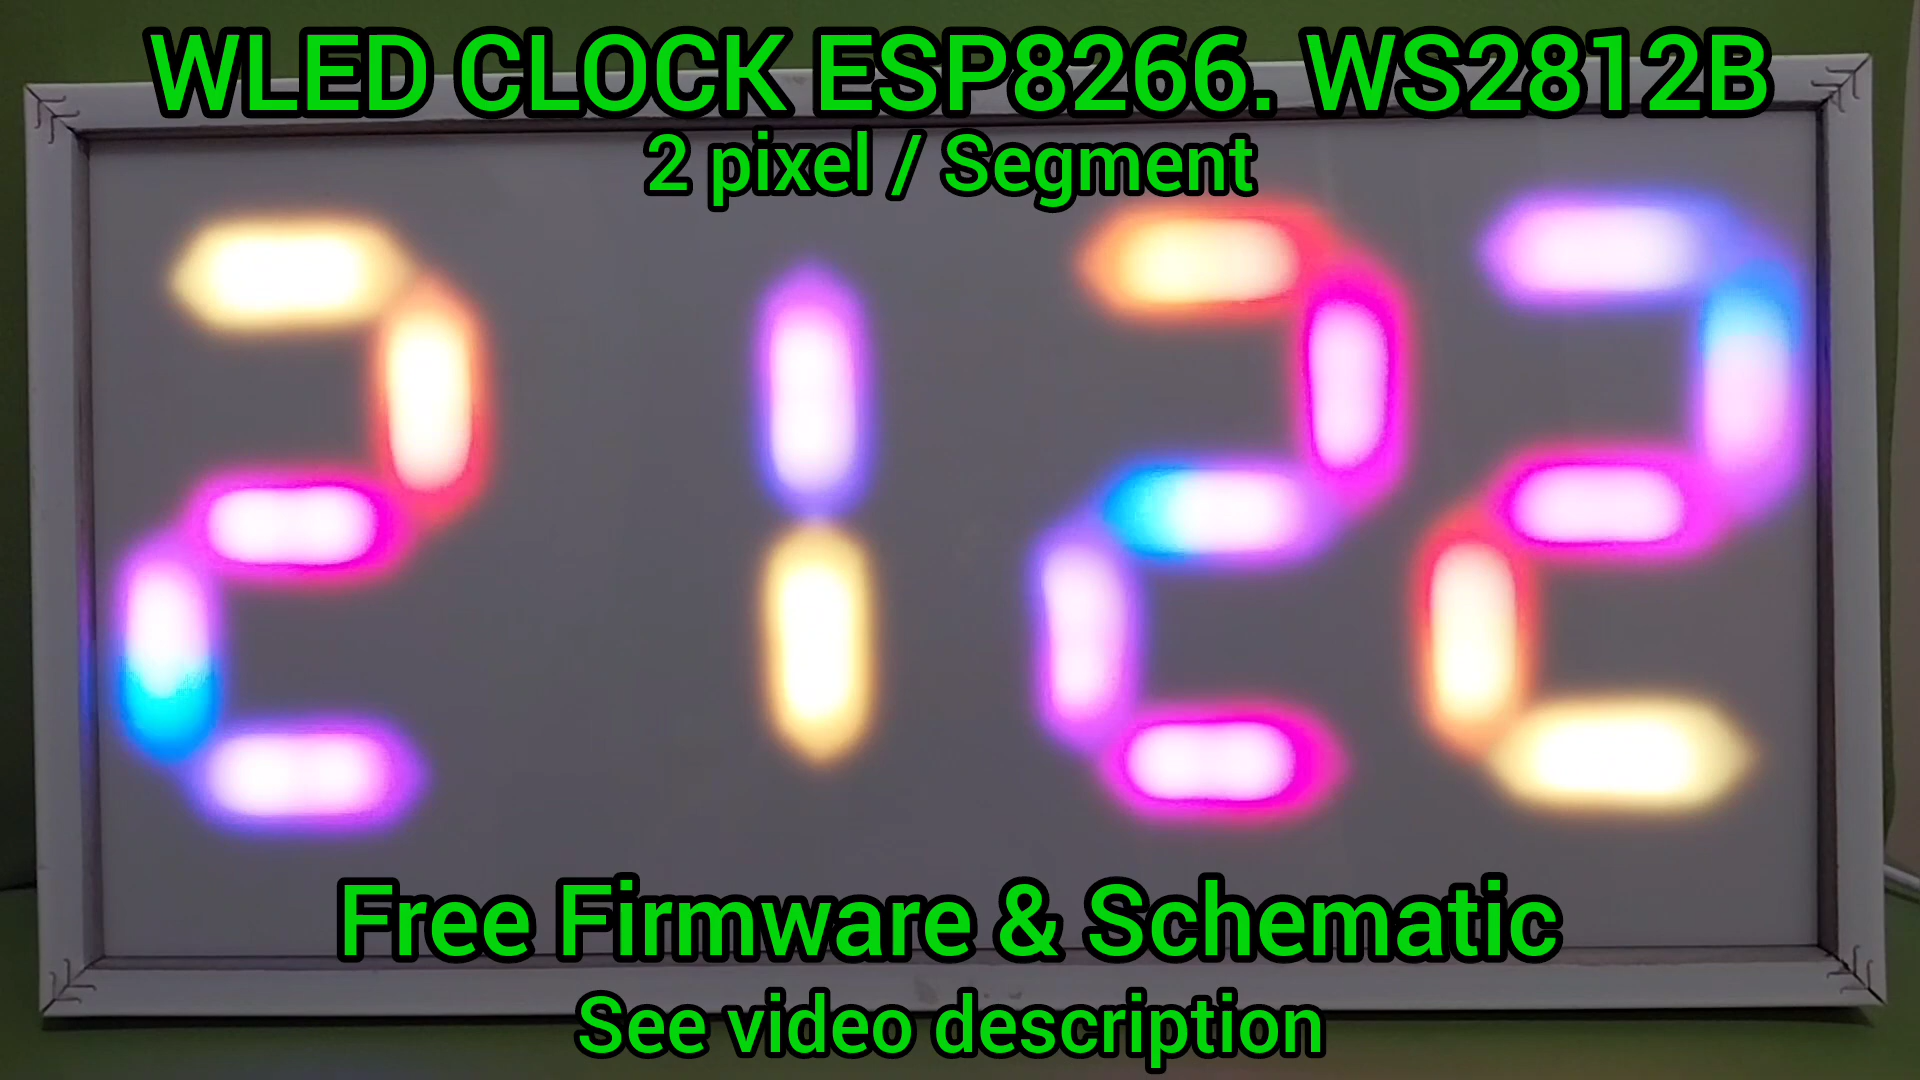 WLED CLOCK ESP8266. WS2812B
2 pixel / Segment
2122
Free Firmware & Schematic
See video description